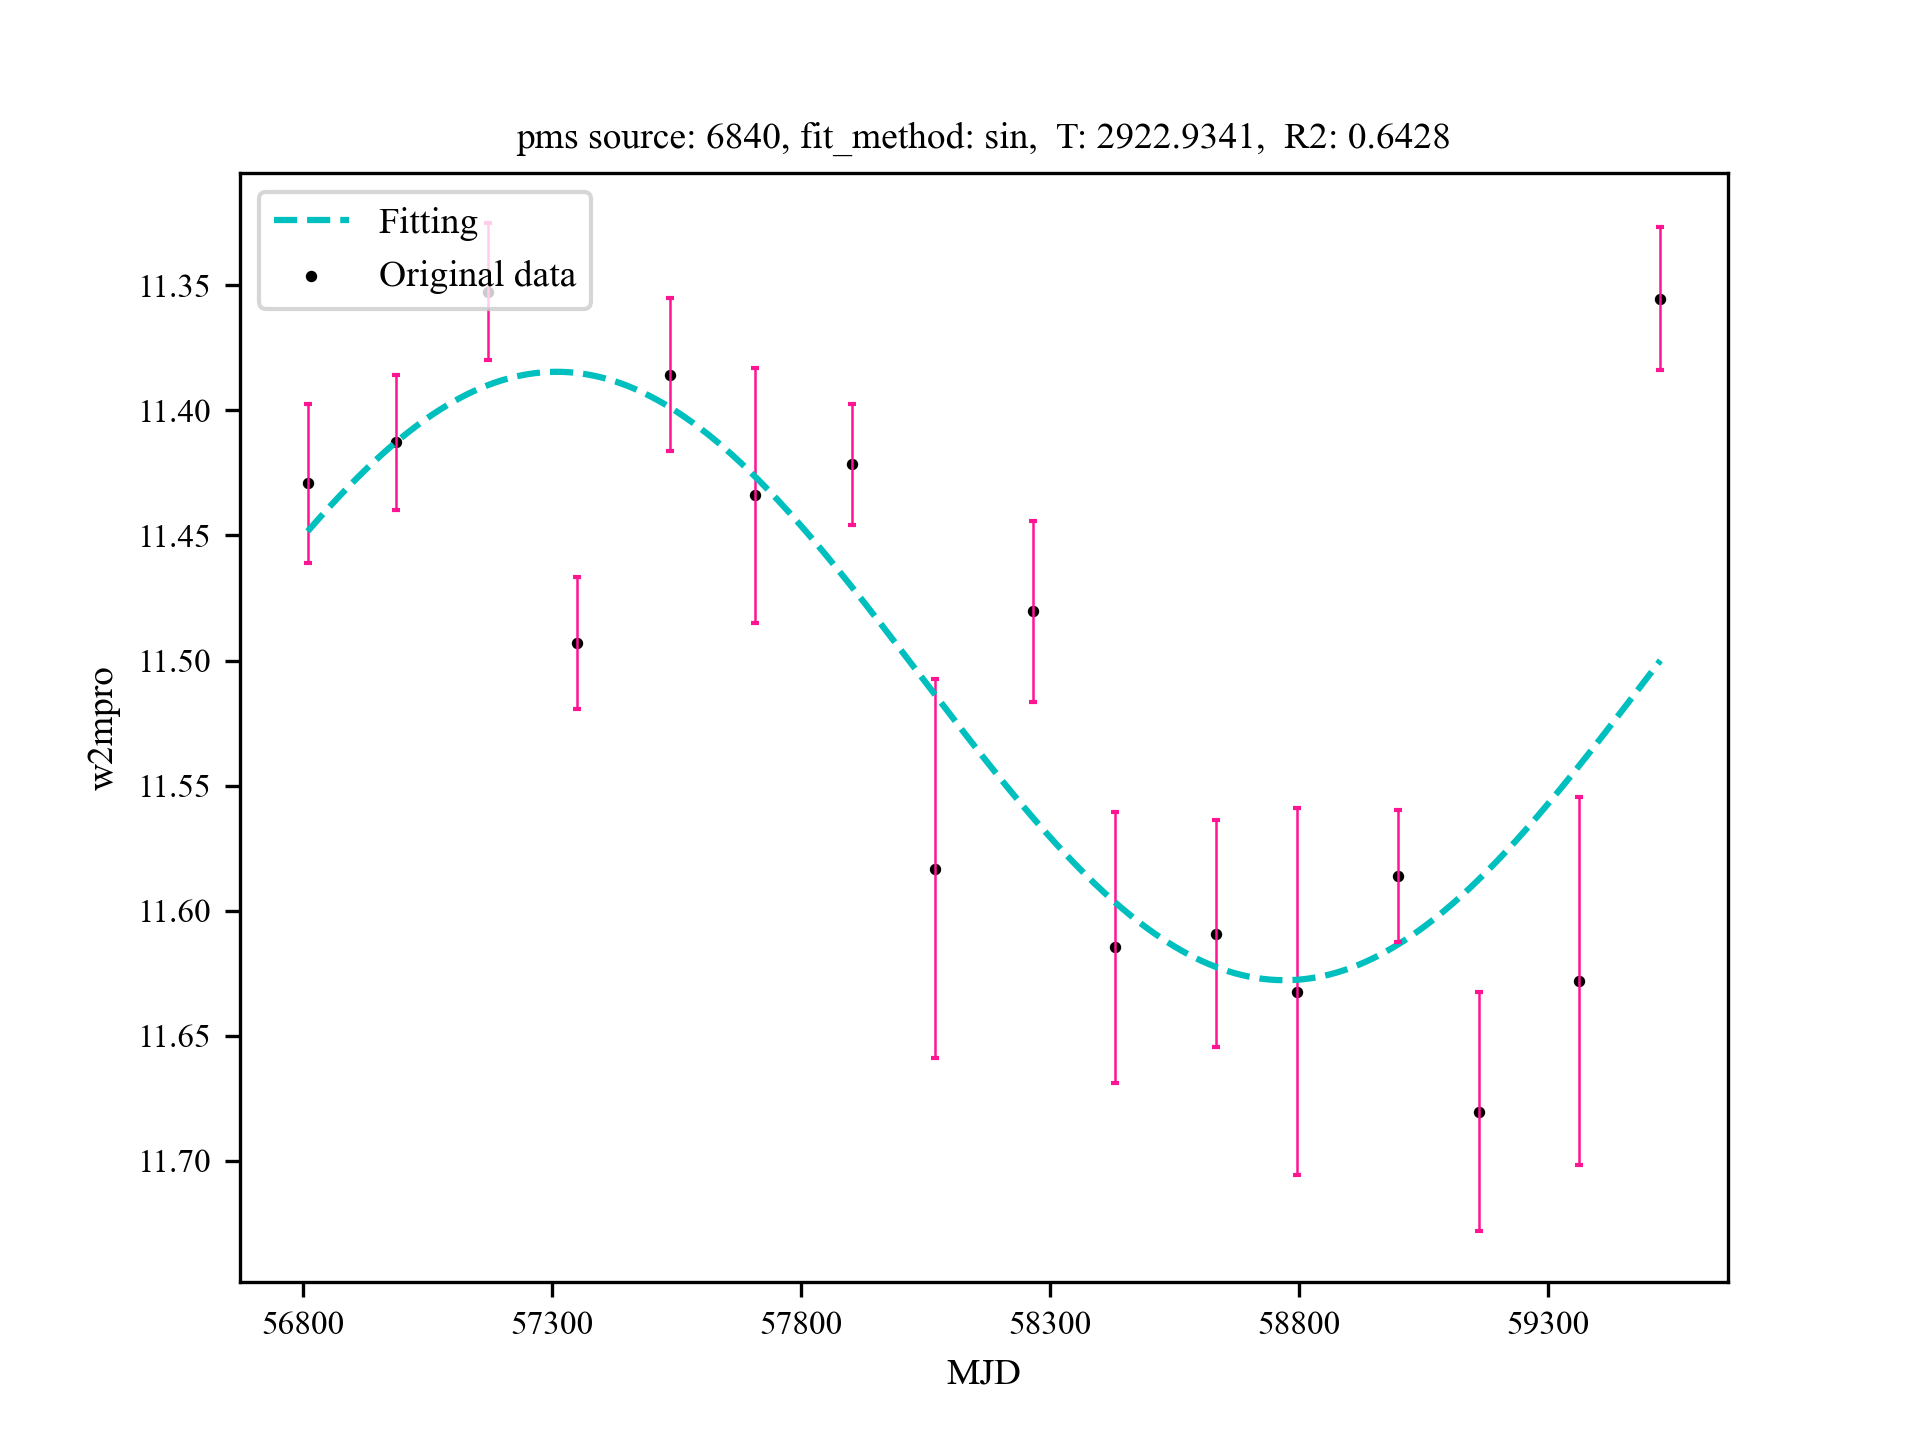 pms source: 6840, fit_method: sin,  T: 2922.9341,  R2: 0.6428
Fitting
Original data
11.35
11.40
11.45
11.50
11.55
11.60
11.65
11.70
w2mpro
56800 57300 57800 58300 58800 59300
MJD